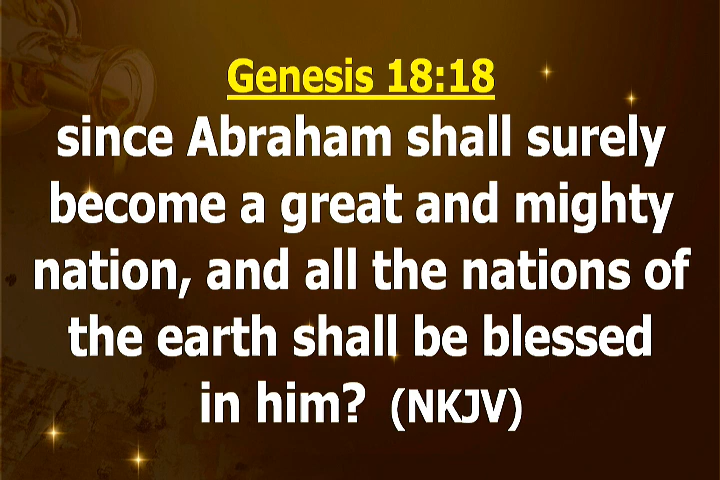 Genesis 18:18
since Abraham shall surely
become a great and mighty
nation, and all the nations of
the earth shall be blessed
in him? (NKJV)